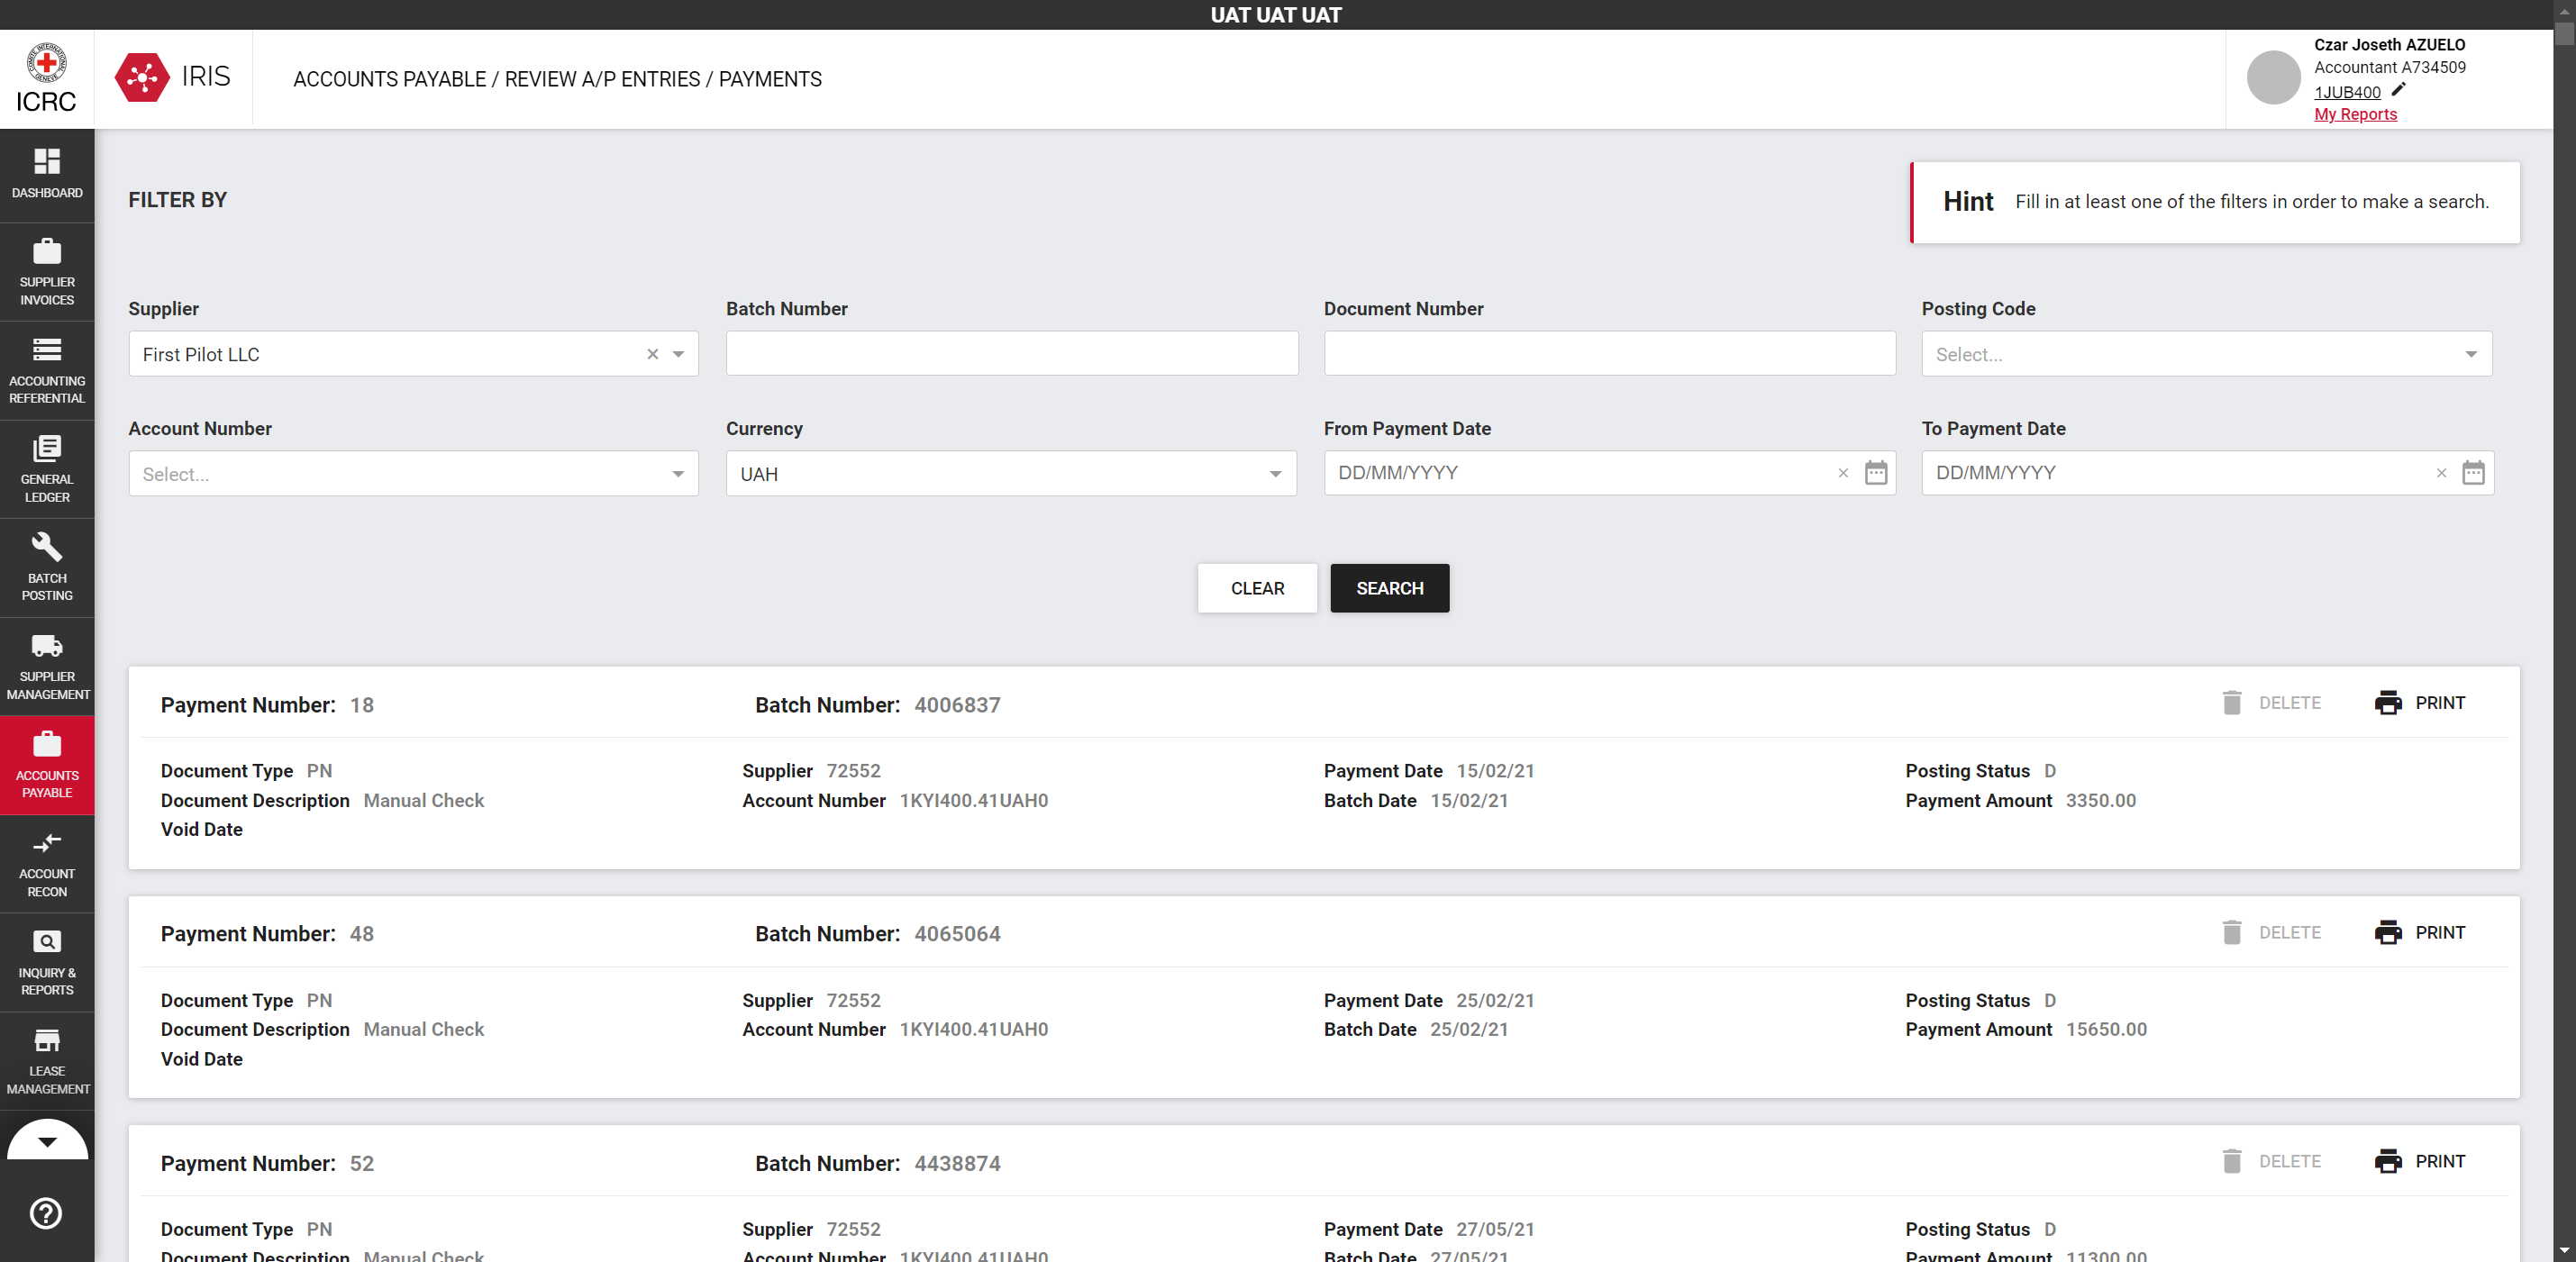 UAT UAT UAT
COMITE INTERNATIONAL GENEVE
ICRC
IRIS
ACCOUNTS PAYABLE / REVIEW A/P ENTRIES / PAYMENTS
Czar Joseth AZUELO
Accountant A734509
1JUB400
My Reports
DASHBOARD
SUPPLIER
INVOICES
ACCOUNTING
REFERENTIAL
GENERAL
LEDGER
BATCH
POSTING
SUPPLIER
MANAGEMENT
ACCOUNTS
PAYABLE
ACCOUNT
RECON
INQUIRY &
REPORTS
LEASE
MANAGEMENT
FILTER BY
Hint Fill in at least one of the filters in order to make a search.
Supplier Batch Number Document Number Posting Code
First Pilot LLC Select...
Account Number Currency From Payment Date To Payment Date
Select... UAH DD/MM/YYYY DD/MM/YYYY
CLEAR SEARCH
Payment Number: 18 Batch Number: 4006837 DELETE PRINT
Document Type PN Supplier 72552 Payment Date 15/02/21 Posting Status D
Document Description Manual Check Account Number 1KYI400.41UAH0 Batch Date 15/02/21 Payment Amount 3350.00
Void Date
Payment Number: 48 Batch Number: 4065064 DELETE PRINT
Document Type PN Supplier 72552 Payment Date 25/02/21 Posting Status D
Document Description Manual Check Account Number 1KYI400.41UAH0 Batch Date 25/02/21 Payment Amount 15650.00
Void Date
Payment Number: 52 Batch Number: 4438874 DELETE PRINT
Document Type PN Supplier 72552 Payment Date 27/05/21 Posting Status D
Document Description Manual Check Account Number 1KYI400.41UAH0 Batch Date 27/05/21 Payment Amount 11300.00